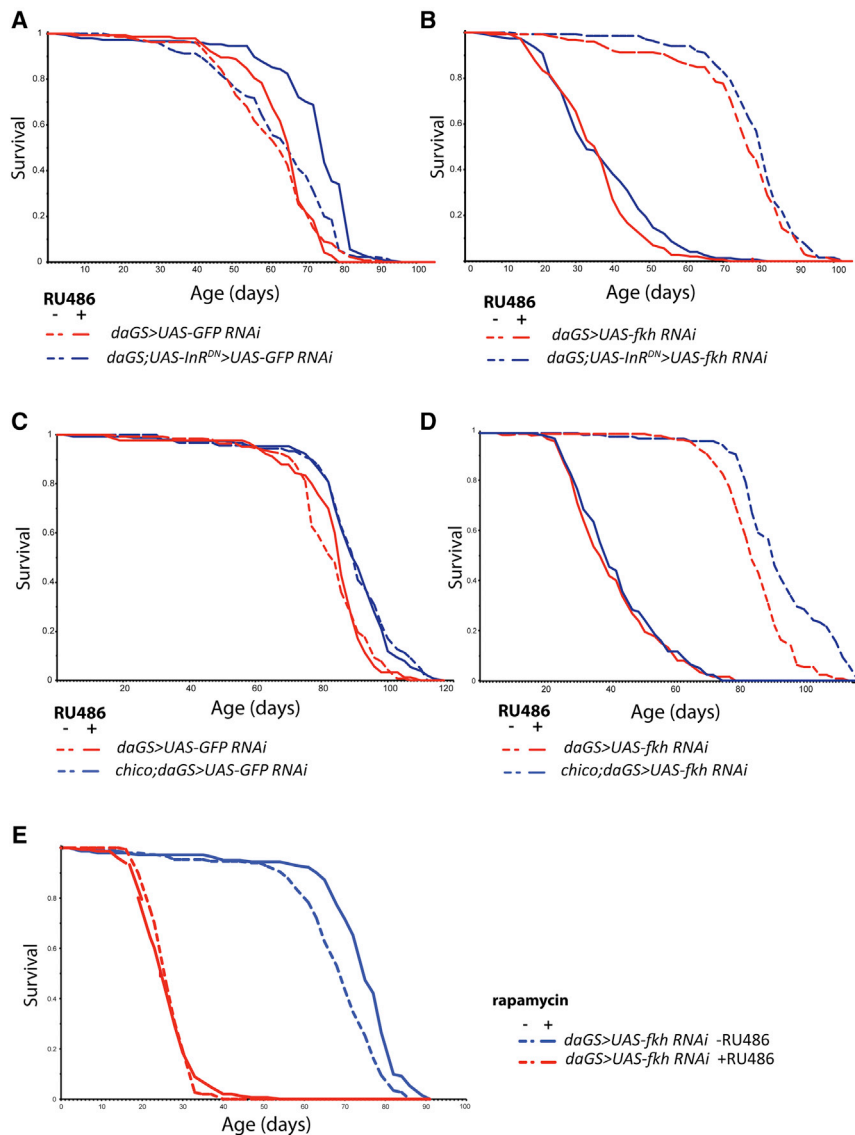 A
1
0.8
0.6
0.4
0.2
Survival
10 20 30 40 50 60 70 80 90 100
Age (days)
RU486
- +
daGS>UAS-GFP RNAi
daGS;UAS-InR^DN>UAS-GFP RNAi
B
1
0.8
0.6
0.4
0.2
Survival
0 10 20 30 40 50 60 70 80 90 100
Age (days)
RU486
- +
daGS>UAS-fkh RNAi
daGS;UAS-InR^DN>UAS-fkh RNAi
C
1
0.8
0.6
0.4
0.2
Survival
20 40 60 80 100 120
Age (days)
RU486
- +
daGS>UAS-GFP RNAi
chico;daGS>UAS-GFP RNAi
D
1
0.8
0.6
0.4
0.2
0
Survival
0 20 40 60 80 100
Age (days)
RU486
- +
daGS>UAS-fkh RNAi
chico;daGS>UAS-fkh RNAi
E
1
0.8
0.6
0.4
0.2
0
Survival
0 10 20 30 40 50 60 70 80 90 100
Age (days)
rapamycin
- +
daGS>UAS-fkh RNAi -RU486
daGS>UAS-fkh RNAi +RU486